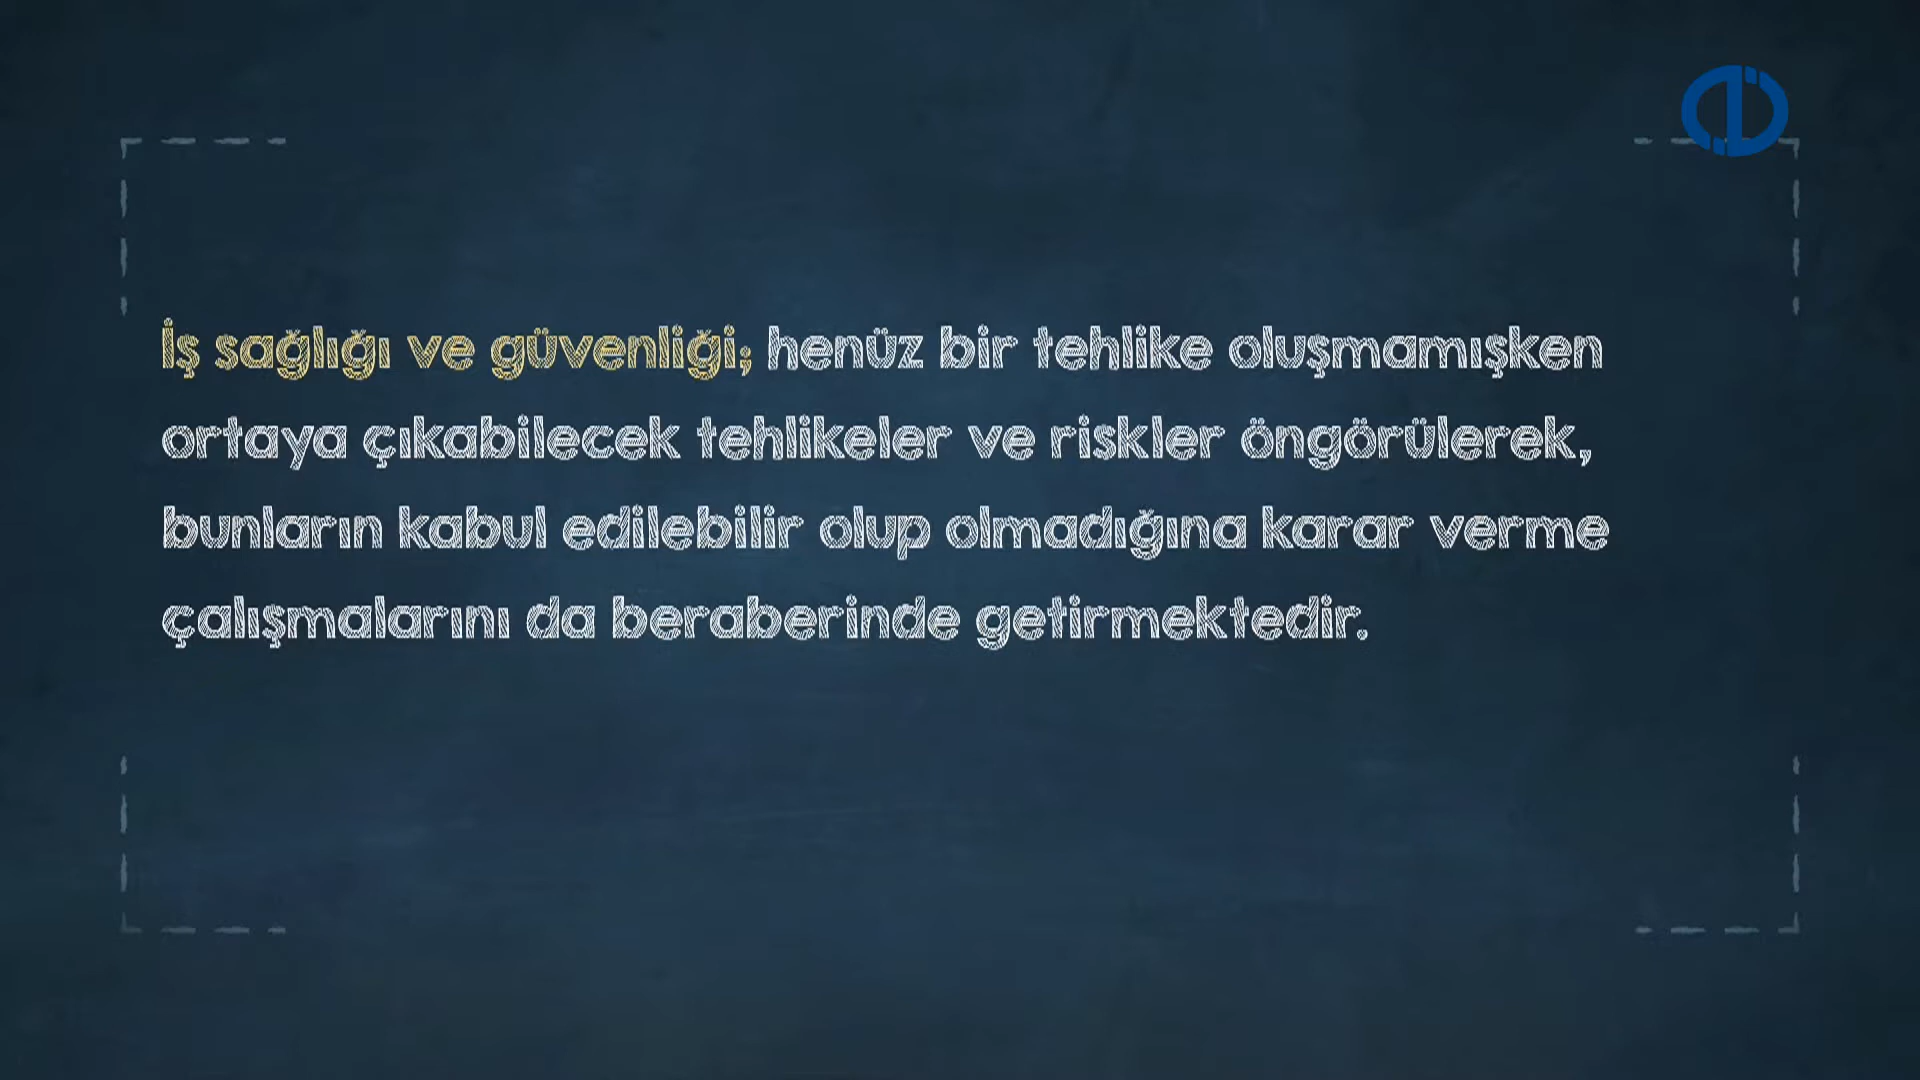 İş sağlığı ve güvenliği; henüz bir tehlike oluşmamışken
ortaya çıkabilecek tehlikeler ve riskler öngörülerek,
bunların kabul edilebilir olup olmadığına karar verme
çalışmalarını da beraberinde getirmektedir.